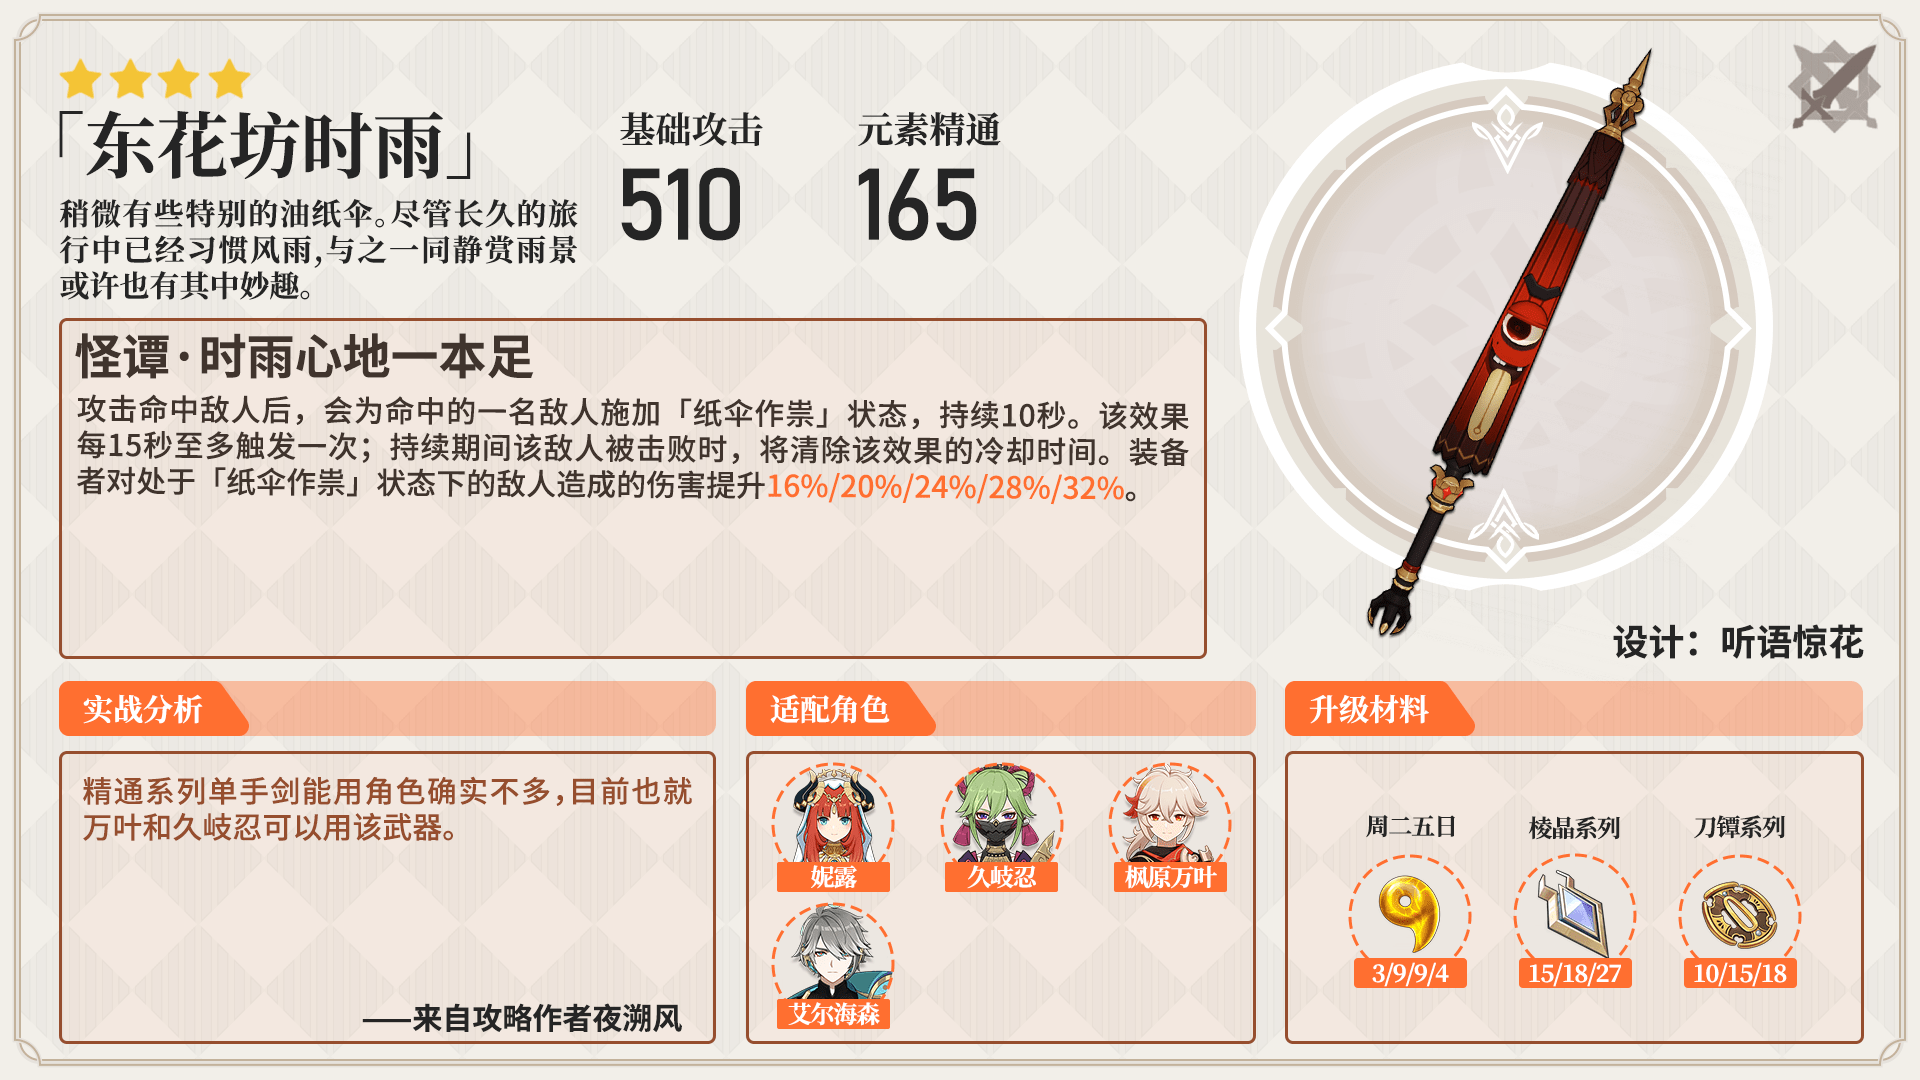 「东花坊时雨」
稍微有些特别的油纸伞。尽管长久的旅
行中已经习惯风雨,与之一同静赏雨景
或许也有其中妙趣。
基础攻击
510
元素精通
165
怪谭·时雨心地一本足
攻击命中敌人后，会为命中的一名敌人施加「纸伞作祟」状态，持续10秒。该效果
每15秒至多触发一次；持续期间该敌人被击败时，将清除该效果的冷却时间。装备
者对处于「纸伞作祟」状态下的敌人造成的伤害提升16%/20%/24%/28%/32%。
设计：听语惊花
实战分析
精通系列单手剑能用角色确实不多,目前也就
万叶和久岐忍可以用该武器。
——来自攻略作者夜溯风
适配角色
妮露
久岐忍
枫原万叶
艾尔海森
升级材料
周二五日
棱晶系列
刀镡系列
3/9/9/4
15/18/27
10/15/18